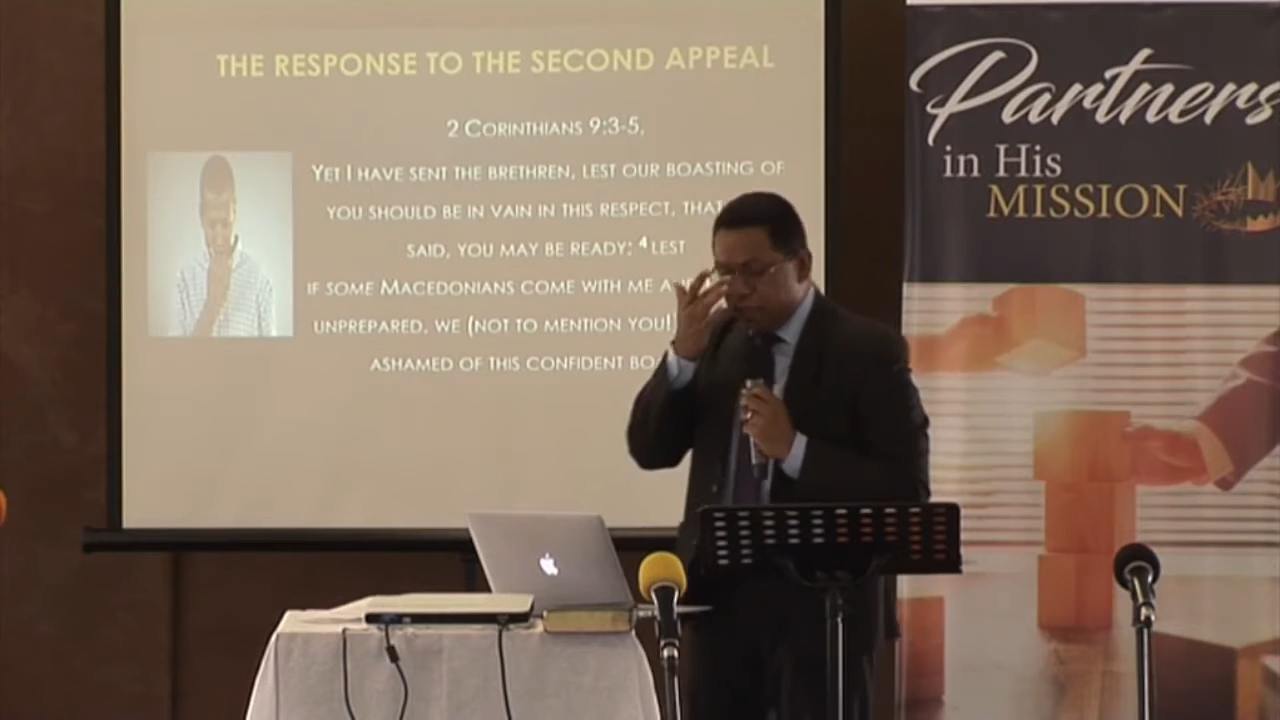 THE RESPONSE TO THE SECOND APPEAL
2 CORINTHIANS 9:3-5.
YET I HAVE SENT THE BRETHREN, LEST OUR BOASTING OF
YOU SHOULD BE IN VAIN IN THIS RESPECT, THAT
SAID, YOU MAY BE READY; 4 LEST
IF SOME MACEDONIANS COME WITH ME
UNPREPARED, WE (NOT TO MENTION YOU!)
ASHAMED OF THIS CONFIDENT
Partners
in His
MISSION